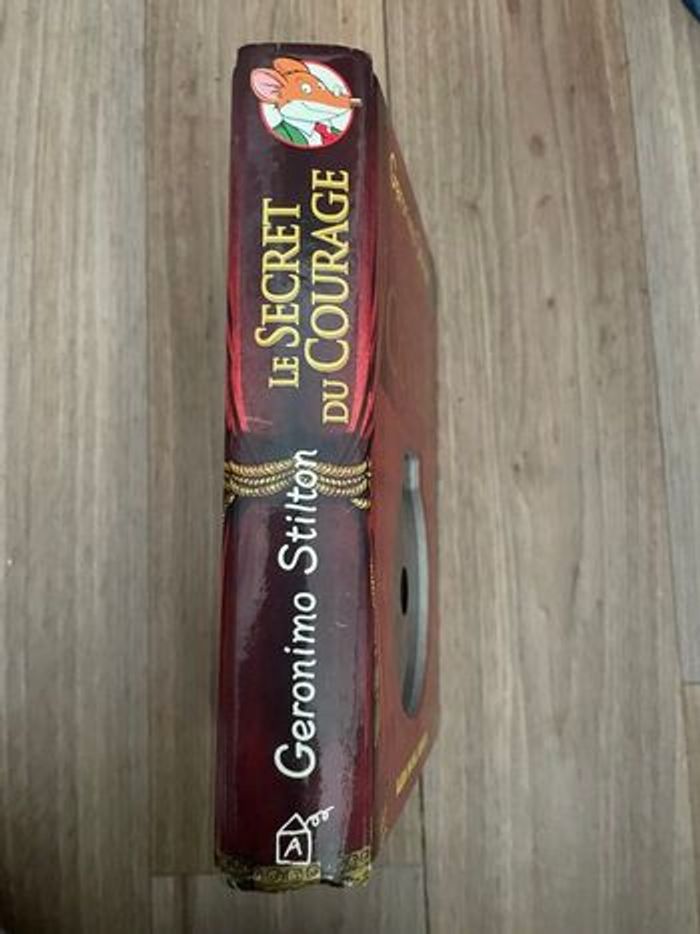 LE SECRET
DU COURAGE
Geronimo Stilton
A